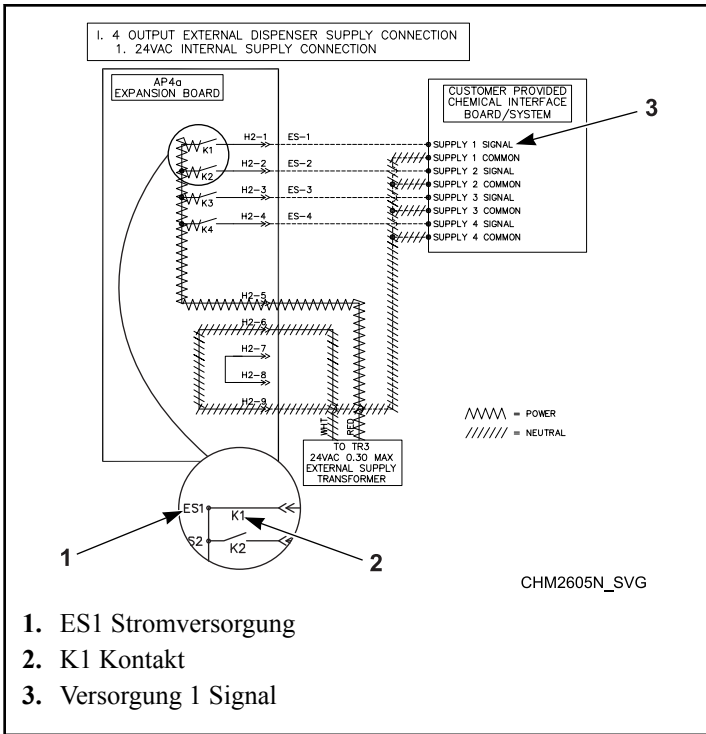 I. 4 OUTPUT EXTERNAL DISPENSER SUPPLY CONNECTION
1. 24VAC INTERNAL SUPPLY CONNECTION
AP4a
EXPANSION BOARD
CUSTOMER PROVIDED
CHEMICAL INTERFACE
BOARD/SYSTEM
3
K1
H2-1
ES-1
SUPPLY 1 SIGNAL
SUPPLY 1 COMMON
K2
H2-2
ES-2
SUPPLY 2 SIGNAL
SUPPLY 2 COMMON
K3
H2-3
ES-3
SUPPLY 3 SIGNAL
SUPPLY 3 COMMON
K4
H2-4
ES-4
SUPPLY 4 SIGNAL
SUPPLY 4 COMMON
H2-5
H2-6
H2-7
H2-8
H2-9
WHT
RED
= POWER
= NEUTRAL
TO TR3
24VAC 0.30 MAX
EXTERNAL SUPPLY
TRANSFORMER
ES1
K1
S2
K2
1
2
CHM2605N_SVG
1. ES1 Stromversorgung
2. K1 Kontakt
3. Versorgung 1 Signal